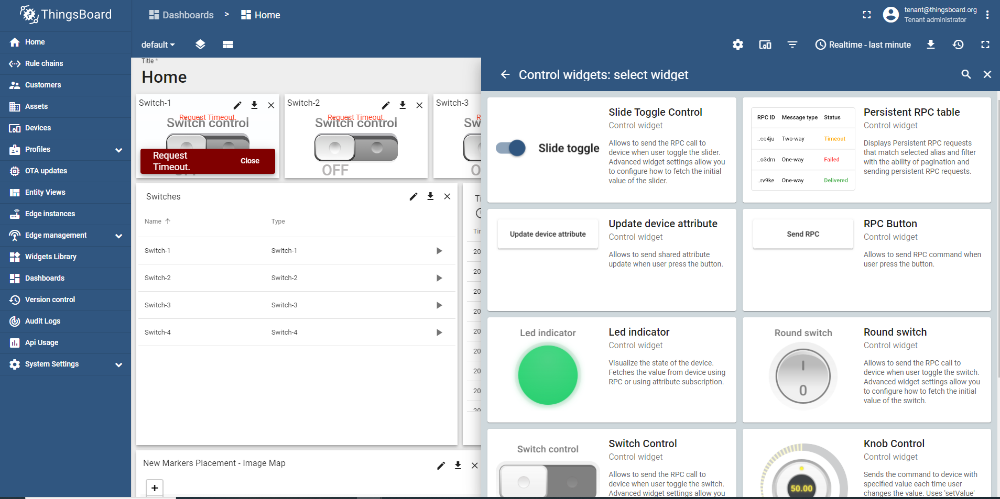 ThingsBoard
Home
Rule chains
Customers
Assets
Devices
Profiles
OTA updates
Entity Views
Edge instances
Edge management
Widgets Library
Dashboards
Version control
Audit Logs
Api Usage
System Settings
Dashboards > Home
tenant@thingsboard.org
Tenant administrator
default
Realtime - last minute
Title *
Home
Switch-1
Request Timeout.
Switch control
Request
Timeout.
Close
Switch-2
Request Timeout.
Switch control
OFF
Switch-3
R
Sw
O
Switches
Name
Type
Switch-1 Switch-1
Switch-2 Switch-2
Switch-3 Switch-3
Switch-4 Switch-4
Ti
Tir
20
20
20
20
20
20
20
20
20
New Markers Placement - Image Map
+
Control widgets: select widget
Slide toggle
Slide Toggle Control
Control widget
Allows to send the RPC call to
device when user toggle the slider.
Advanced widget settings allow you
to configure how to fetch the initial
value of the slider.
RPC ID Message type Status
..co4ju Two-way Timeout
..o3drn One-way Failed
..rv9ke One-way Delivered
Persistent RPC table
Control widget
Displays Persistent RPC requests
that match selected alias and filter
with the ability of pagination and
sending persistent RPC requests.
Update device attribute
Update device attribute
Control widget
Allows to send shared attribute
update when user press the button.
Send RPC
RPC Button
Control widget
Allows to send RPC command when
user press the button.
Led indicator
Led indicator
Control widget
Visualize the state of the device.
Fetches the value from device using
RPC or using attribute subscription.
Round switch
I
0
Round switch
Control widget
Allows to send the RPC call to
device when user toggle the switch.
Advanced widget settings allow you
to configure how to fetch the initial
value of the switch.
Switch control
Switch Control
Control widget
Allows to send the RPC call to
device when user toggle the switch.
Advanced widget settings allow you
50.00
Knob Control
Control widget
Sends the command to device with
specified value each time user
changes the value. Uses 'setValue'